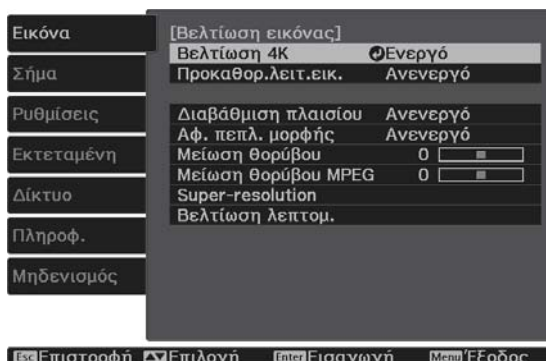 Εικόνα
Σήμα
Ρυθμίσεις
Εκτεταμένη
Δίκτυο
Πληροφ.
Μηδενισμός
[Βελτίωση εικόνας]
Βελτίωση 4K Ενεργό
Προκαθορ.λειτ.εικ. Ανενεργό
Διαβάθμιση πλαισίου Ανενεργό
Αφ. πεπλ. μορφής Ανενεργό
Μείωση θορύβου 0
Μείωση θορύβου MPEG 0
Super-resolution
Βελτίωση λεπτομ.
Esc Επιστροφή Επιλογή Enter Εισαγωγή Menu Έξοδος